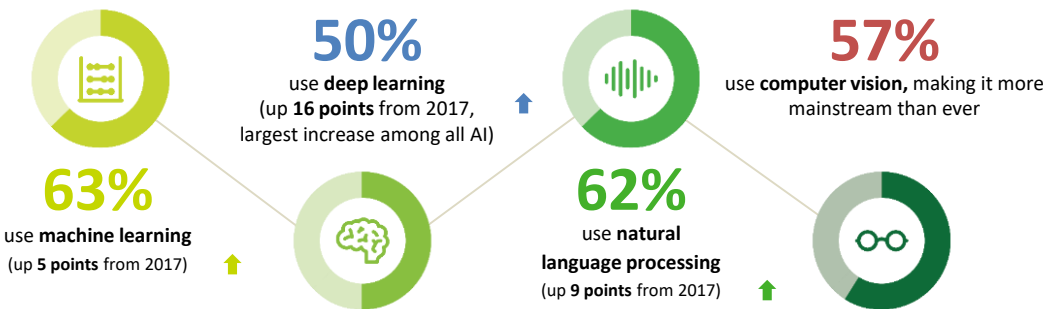 63%
use machine learning
(up 5 points from 2017)
50%
use deep learning
(up 16 points from 2017,
largest increase among all AI)
62%
use natural
language processing
(up 9 points from 2017)
57%
use computer vision, making it more
mainstream than ever